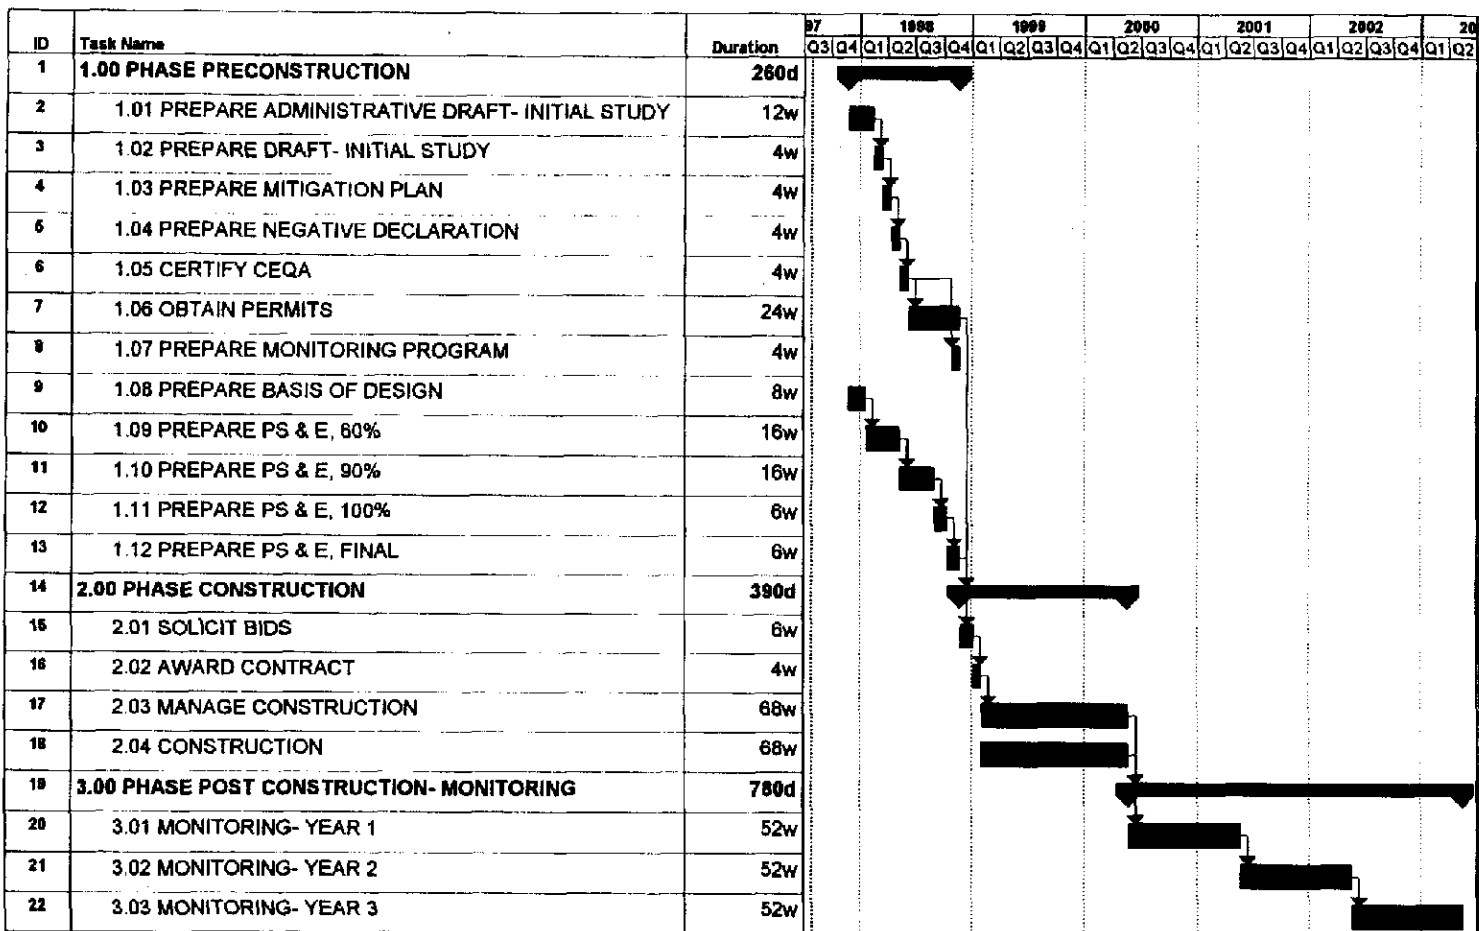 97 1998 1999 2000 2001 2002 20
ID Task Name Duration Q3 Q4 Q1 Q2 Q3 Q4 Q1 Q2 Q3 Q4 Q1 Q2 Q3 Q4 Q1 Q2 Q3 Q4 Q1 Q2 Q3 Q4 Q1 Q2
1 1.00 PHASE PRECONSTRUCTION 260d
2 1.01 PREPARE ADMINISTRATIVE DRAFT- INITIAL STUDY 12w
3 1.02 PREPARE DRAFT- INITIAL STUDY 4w
4 1.03 PREPARE MITIGATION PLAN 4w
5 1.04 PREPARE NEGATIVE DECLARATION 4w
6 1.05 CERTIFY CEQA 4w
7 1.06 OBTAIN PERMITS 24w
8 1.07 PREPARE MONITORING PROGRAM 4w
9 1.08 PREPARE BASIS OF DESIGN 8w
10 1.09 PREPARE PS & E, 60% 16w
11 1.10 PREPARE PS & E, 90% 16w
12 1.11 PREPARE PS & E, 100% 6w
13 1.12 PREPARE PS & E, FINAL 6w
14 2.00 PHASE CONSTRUCTION 390d
15 2.01 SOLICIT BIDS 6w
16 2.02 AWARD CONTRACT 4w
17 2.03 MANAGE CONSTRUCTION 68w
18 2.04 CONSTRUCTION 68w
19 3.00 PHASE POST CONSTRUCTION- MONITORING 780d
20 3.01 MONITORING- YEAR 1 52w
21 3.02 MONITORING- YEAR 2 52w
22 3.03 MONITORING- YEAR 3 52w